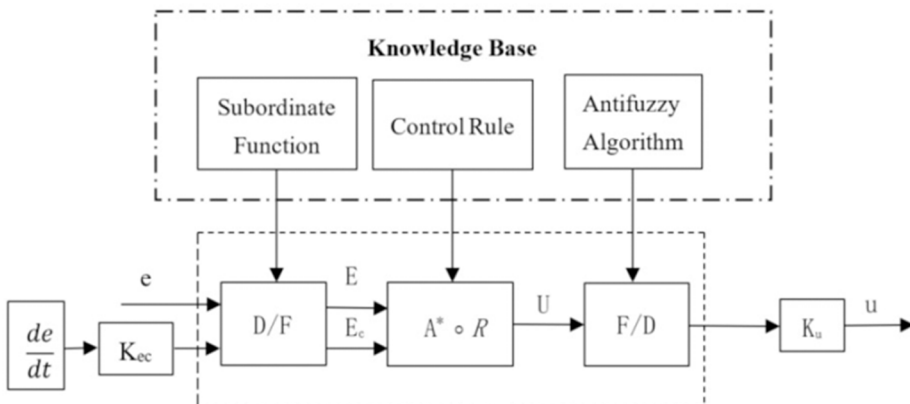 Knowledge Base
Subordinate
Function
Control Rule
Antifuzzy
Algorithm
e
E
U
u
de
dt
Kec
D/F
Ec
A* ∘ R
F/D
Ku